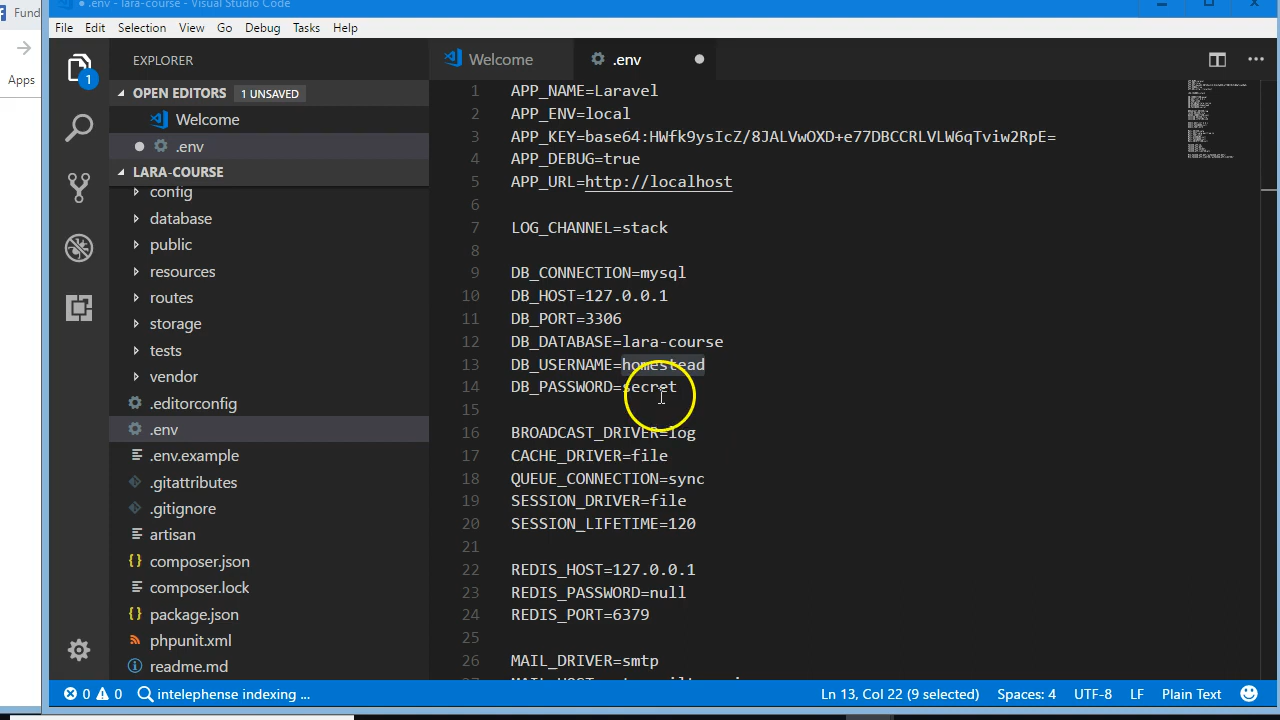 .env - lara-course - Visual Studio Code
Fund
File Edit Selection View Go Debug Tasks Help
Apps
EXPLORER
Welcome
.env
OPEN EDITORS 1 UNSAVED
Welcome
.env
LARA-COURSE
config
database
public
resources
routes
storage
tests
vendor
.editorconfig
.env
.env.example
.gitattributes
.gitignore
artisan
composer.json
composer.lock
package.json
phpunit.xml
readme.md
1
1 APP_NAME=Laravel
2 APP_ENV=local
3 APP_KEY=base64:HWfk9ysIcZ/8JALVwOXD+e77DBCCRLVLW6qTviw2RpE=
4 APP_DEBUG=true
5 APP_URL=http://localhost
6
7 LOG_CHANNEL=stack
8
9 DB_CONNECTION=mysql
10 DB_HOST=127.0.0.1
11 DB_PORT=3306
12 DB_DATABASE=lara-course
13 DB_USERNAME=homestead
14 DB_PASSWORD=secret
15
16 BROADCAST_DRIVER=log
17 CACHE_DRIVER=file
18 QUEUE_CONNECTION=sync
19 SESSION_DRIVER=file
20 SESSION_LIFETIME=120
21
22 REDIS_HOST=127.0.0.1
23 REDIS_PASSWORD=null
24 REDIS_PORT=6379
25
26 MAIL_DRIVER=smtp
0 0 intelephense indexing ... Ln 13, Col 22 (9 selected) Spaces: 4 UTF-8 LF Plain Text